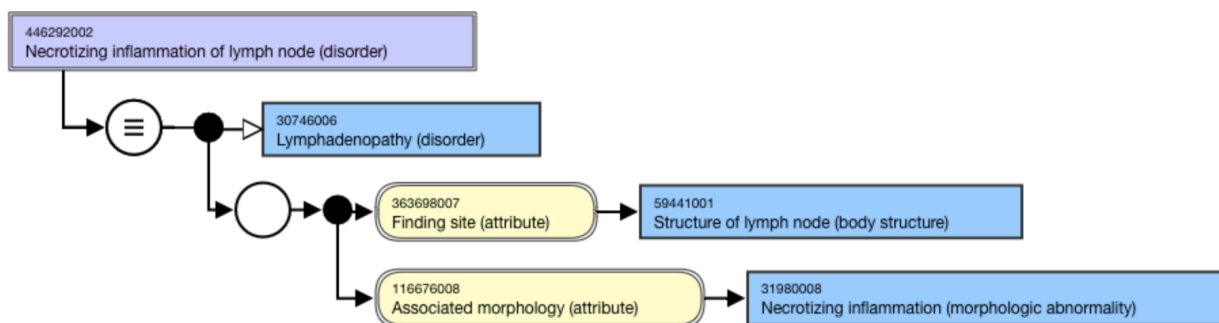 446292002
Necrotizing inflammation of lymph node (disorder)
30746006
Lymphadenopathy (disorder)
363698007
Finding site (attribute)
59441001
Structure of lymph node (body structure)
116676008
Associated morphology (attribute)
31980008
Necrotizing inflammation (morphologic abnormality)